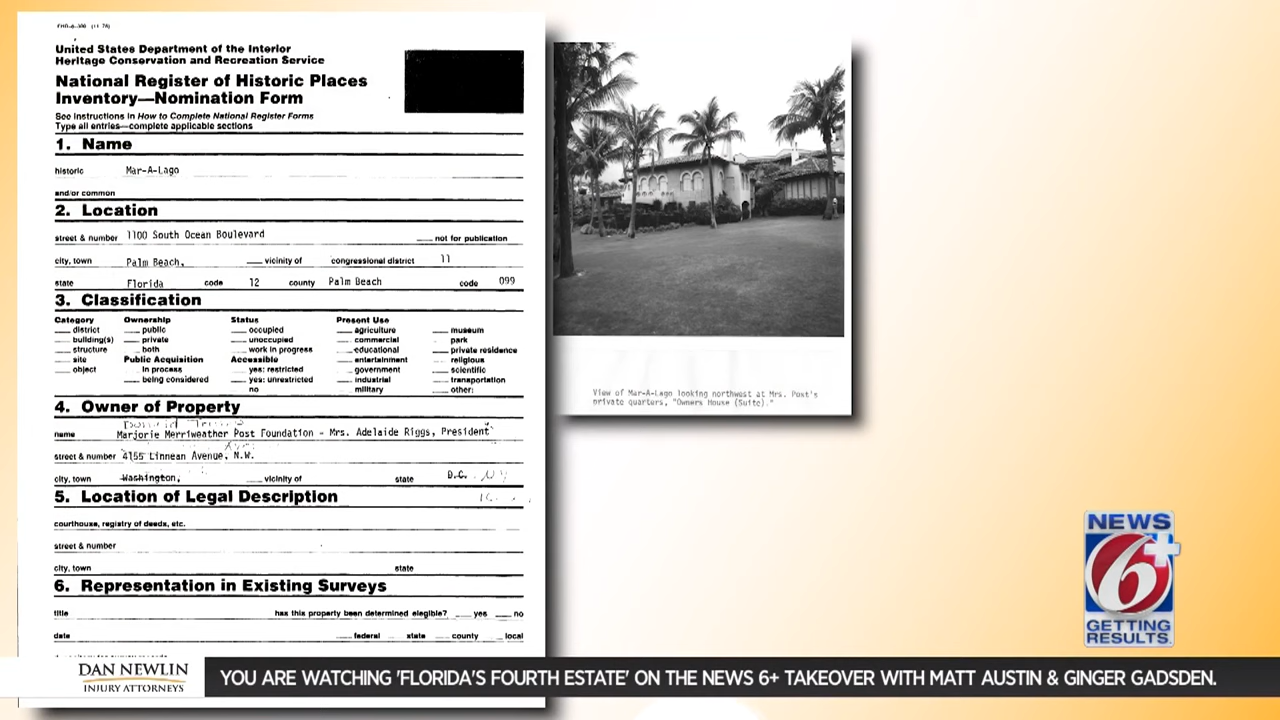 FHR-8-300 (11-78)
United States Department of the Interior
Heritage Conservation and Recreation Service
National Register of Historic Places
Inventory—Nomination Form
See instructions in How to Complete National Register Forms
Type all entries—complete applicable sections
1. Name
historic Mar-A-Lago
and/or common
2. Location
street & number 1100 South Ocean Boulevard not for publication
city, town Palm Beach, vicinity of congressional district 11
state Florida code 12 county Palm Beach code 099
3. Classification
Category Ownership Status Present Use
district public occupied agriculture museum
building(s) private unoccupied commercial park
structure both work in progress educational private residence
site Public Acquisition Accessible entertainment religious
object in process yes: restricted government scientific
being considered yes: unrestricted industrial transportation
no military other:
4. Owner of Property
Donald Trump
name Marjorie Merriweather Post Foundation - Mrs. Adelaide Riggs, President
street & number 4155 Linnean Avenue, N.W.
city, town Washington, vicinity of state D.C. NY
5. Location of Legal Description
courthouse, registry of deeds, etc.
street & number
city, town state
6. Representation in Existing Surveys
title has this property been determined elegible? yes no
date federal state county local
View of Mar-A-Lago looking northwest at Mrs. Post's
private quarters, "Owners House (Suite)."
NEWS
6+
GETTING
RESULTS.
DAN NEWLIN
INJURY ATTORNEYS
YOU ARE WATCHING 'FLORIDA'S FOURTH ESTATE' ON THE NEWS 6+ TAKEOVER WITH MATT AUSTIN & GINGER GADSDEN.